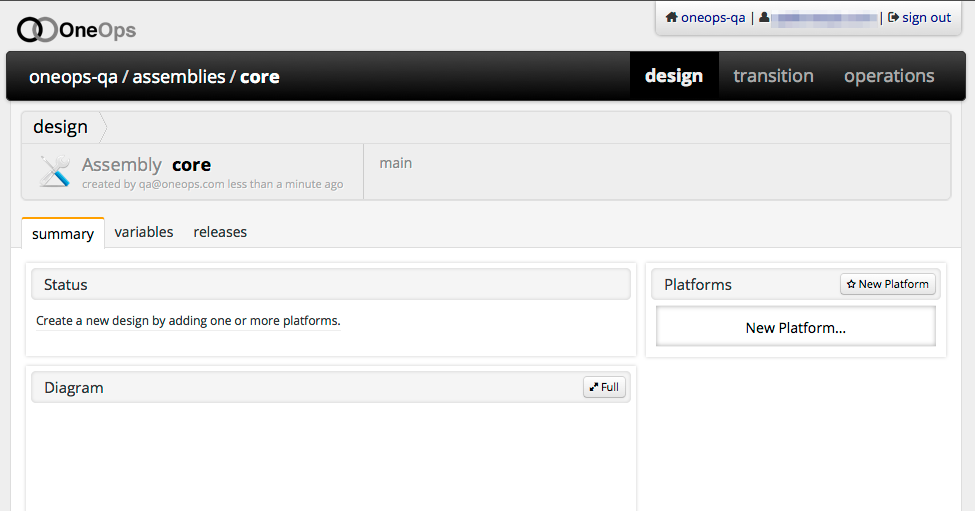 oneops-qa | | sign out
OneOps
oneops-qa / assemblies / core
design transition operations
design
Assembly core
created by qa@oneops.com less than a minute ago
main
summary variables releases
Status
Create a new design by adding one or more platforms.
Platforms
New Platform
New Platform...
Diagram
Full